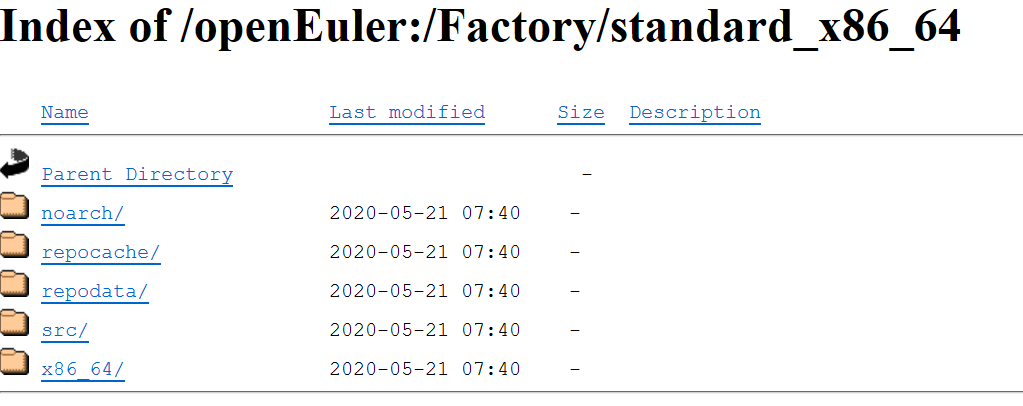 Index of /openEuler:/Factory/standard_x86_64
Name Last modified Size Description
Parent Directory -
noarch/ 2020-05-21 07:40 -
repocache/ 2020-05-21 07:40 -
repodata/ 2020-05-21 07:40 -
src/ 2020-05-21 07:40 -
x86_64/ 2020-05-21 07:40 -